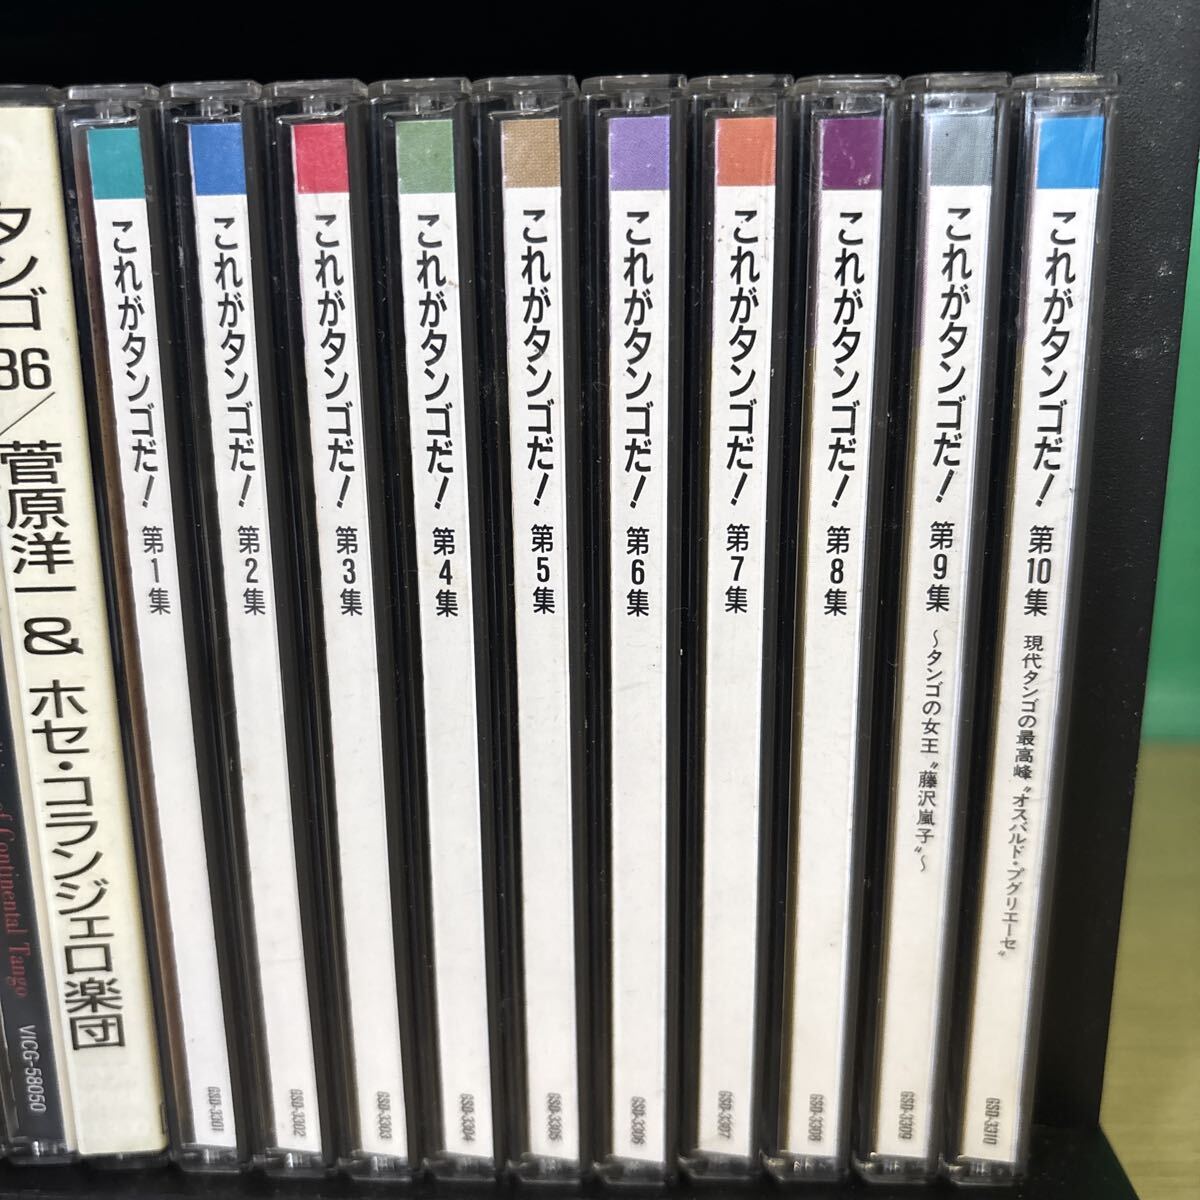 of Continental Tango
VICG-58050
タンゴ
86/菅原洋一 & ホセ・コランジェロ楽団
これがタンゴだ! 第1集
GSD-3301
これがタンゴだ! 第2集
GSD-3302
これがタンゴだ! 第3集
GSD-3303
これがタンゴだ! 第4集
GSD-3304
これがタンゴだ! 第5集
GSD-3305
これがタンゴだ! 第6集
GSD-3306
これがタンゴだ! 第7集
GSD-3307
これがタンゴだ! 第8集
GSD-3308
これがタンゴだ! 第9集 ~タンゴの女王“藤沢嵐子”~
GSD-3309
これがタンゴだ! 第10集 現代タンゴの最高峰“オスバルド・プグリエーセ”
GSD-3310